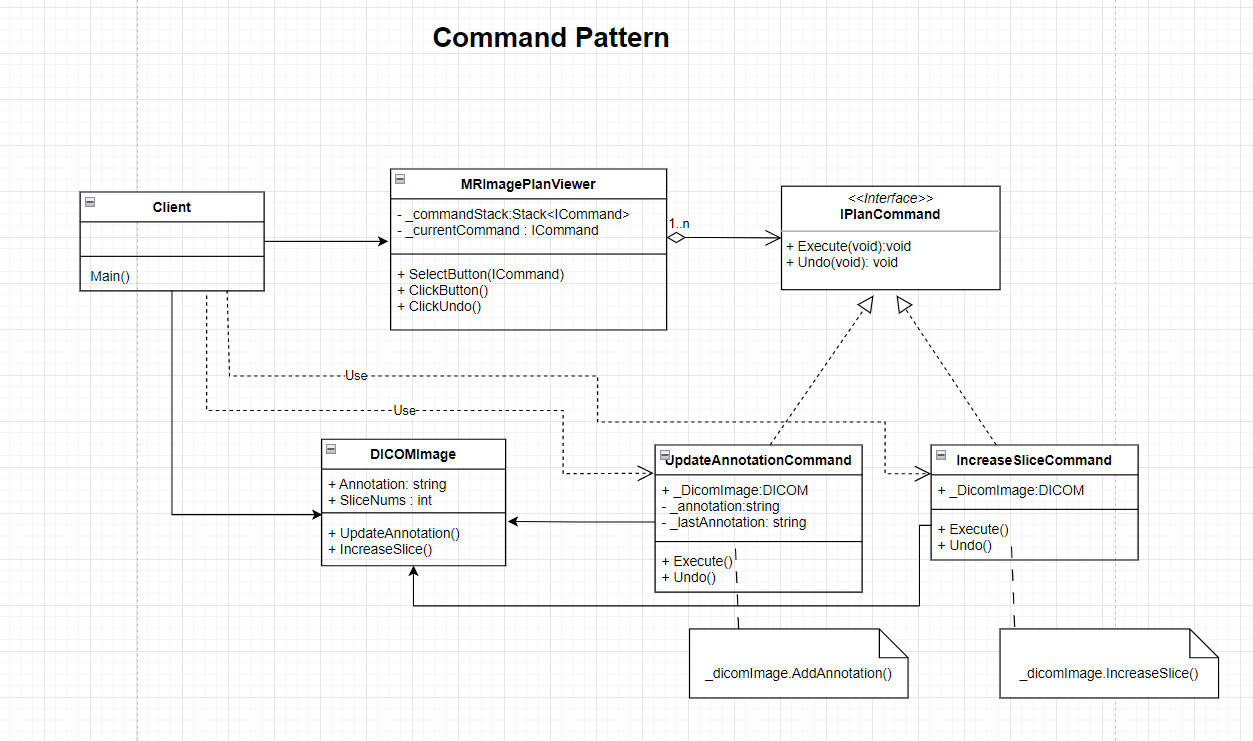 Command Pattern
Client
Main()
MRImagePlanViewer
- _commandStack:Stack<ICommand>
- _currentCommand : ICommand
+ SelectButton(ICommand)
+ ClickButton()
+ ClickUndo()
1..n
<<Interface>>
IPlanCommand
+ Execute(void):void
+ Undo(void): void
Use
Use
DICOMImage
+ Annotation: string
+ SliceNums : int
+ UpdateAnnotation()
+ IncreaseSlice()
UpdateAnnotationCommand
+ _DicomImage:DICOM
- _annotation:string
- _lastAnnotation: string
+ Execute()
+ Undo()
IncreaseSliceCommand
+ _DicomImage:DICOM
+ Execute()
+ Undo()
_dicomImage.AddAnnotation()
_dicomImage.IncreaseSlice()